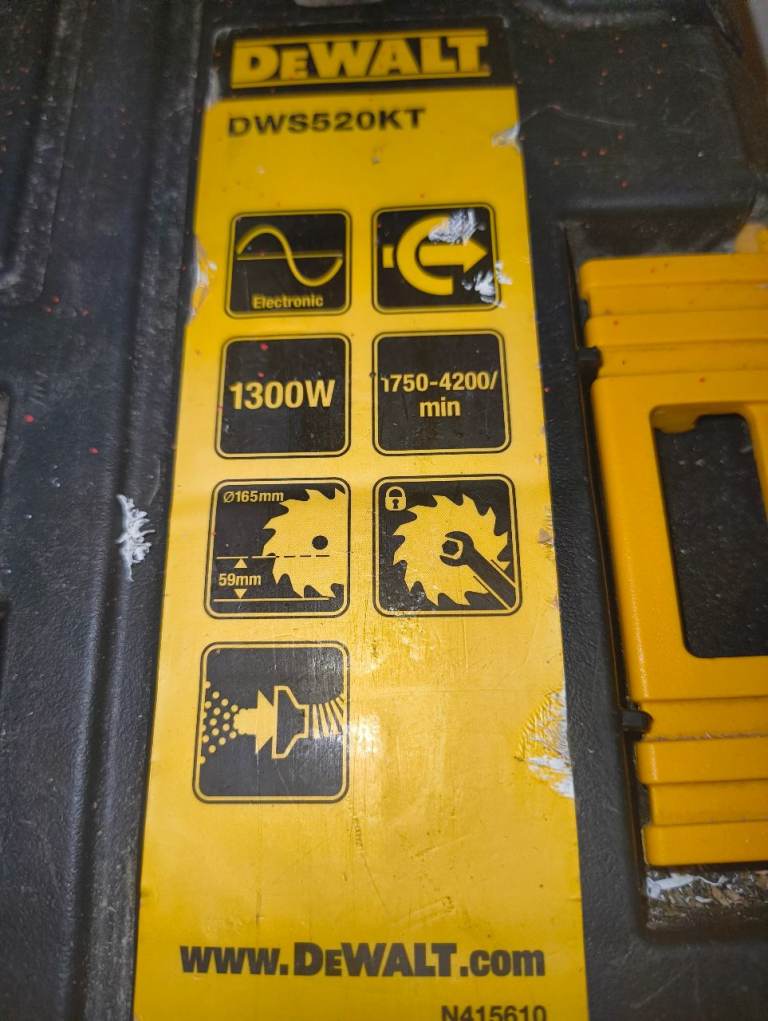 DEWALT
DWS520KT
Electronic
1300W
1750-4200/
min
Ø165mm
59mm
www.DEWALT.com
N415610